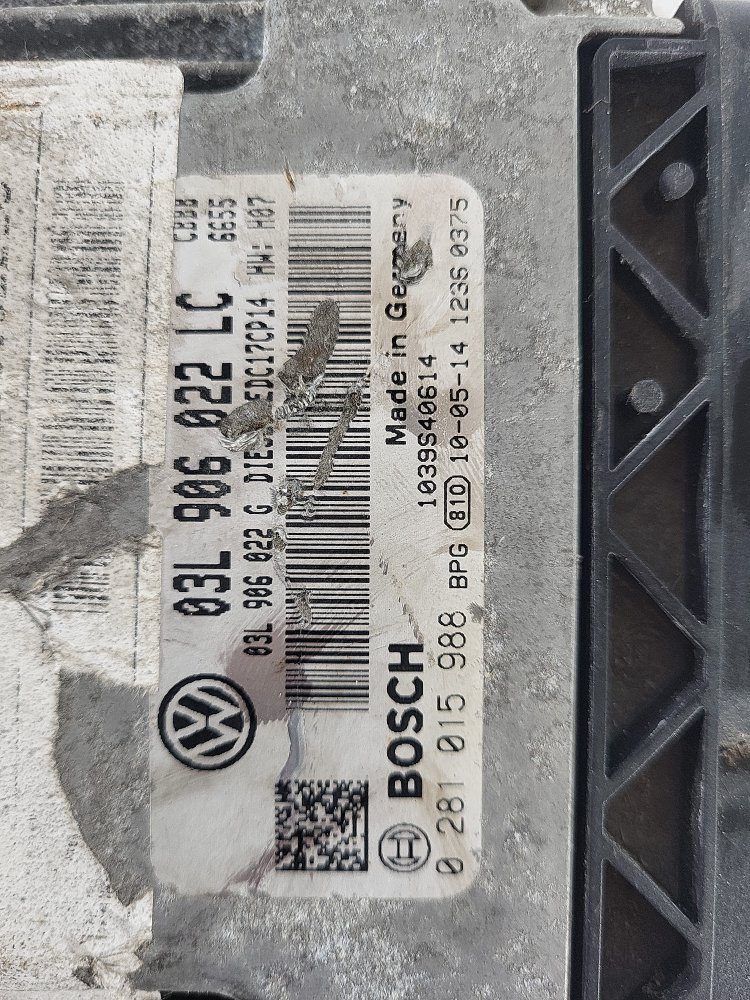 CBBB
6655
03L 906 022 LC
03L 906 022 G EDC17CP14 HW: H07
Made in Germany
1039S40614
BOSCH
0 281 015 988 BPG 810 10-05-14 1236 0375